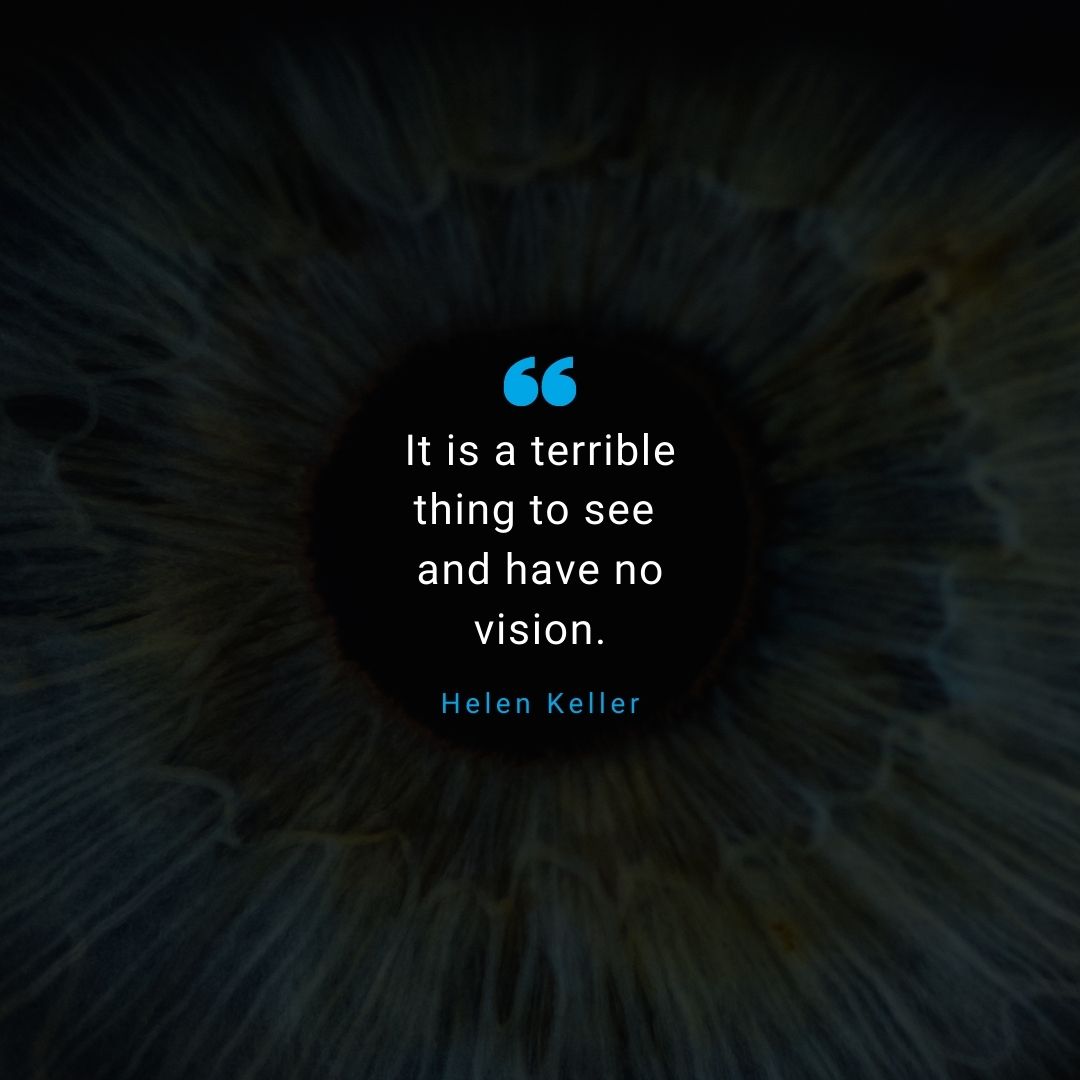 “
It is a terrible
thing to see
and have no
vision.
Helen Keller